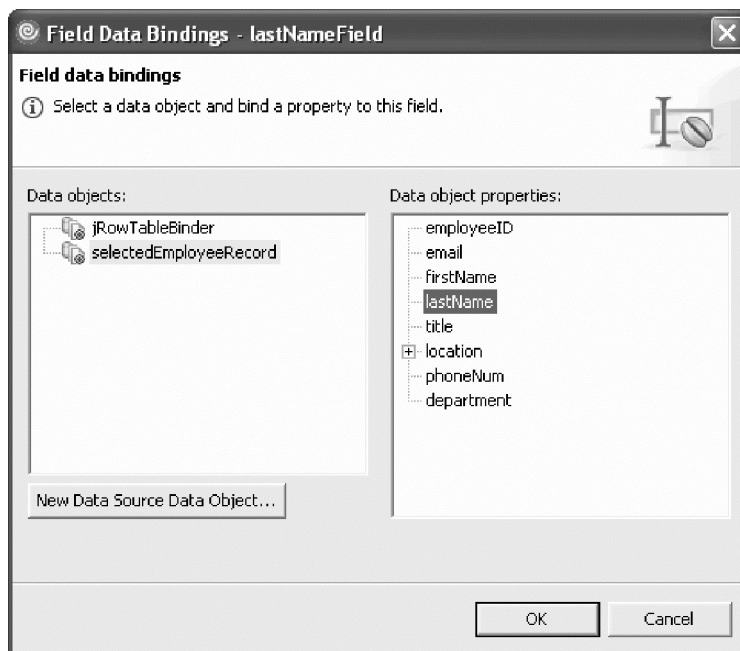 Field Data Bindings - lastNameField
Field data bindings
Select a data object and bind a property to this field.
Data objects:
jRowTableBinder
selectedEmployeeRecord
New Data Source Data Object...
Data object properties:
employeeID
email
firstName
lastName
title
location
phoneNum
department
OK
Cancel